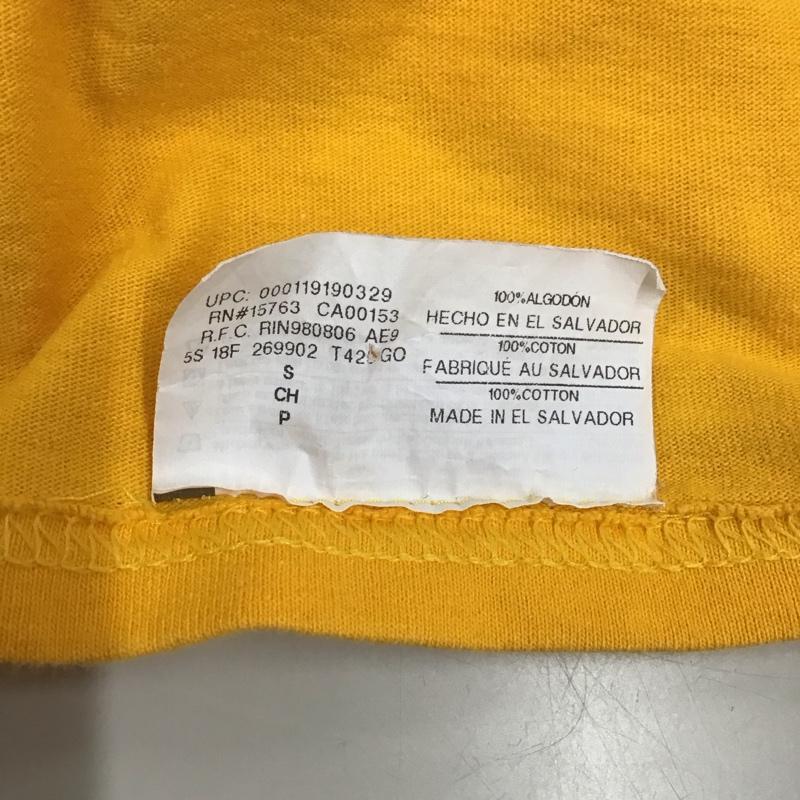 UPC: 000119190329
RN#15763 CA00153
R.F.C. RIN980806 AE9
5S 18F 269902
S
CH
P
100%ALGODÓN
HECHO EN EL SALVADOR
100%COTON
FABRIQUÉ AU SALVADOR
100%COTTON
MADE IN EL SALVADOR